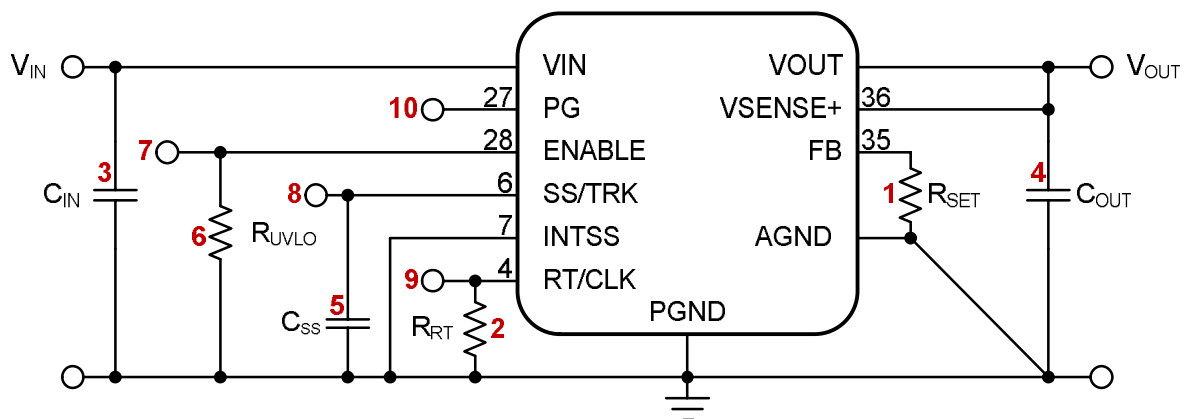 VIN VIN VOUT VOUT
10 27 PG VSENSE+ 36
7 28 ENABLE FB 35
3 CIN 8 6 SS/TRK 1 RSET 4 COUT
6 RUVLO 7 INTSS AGND
9 4 RT/CLK
5 CSS RRT 2 PGND